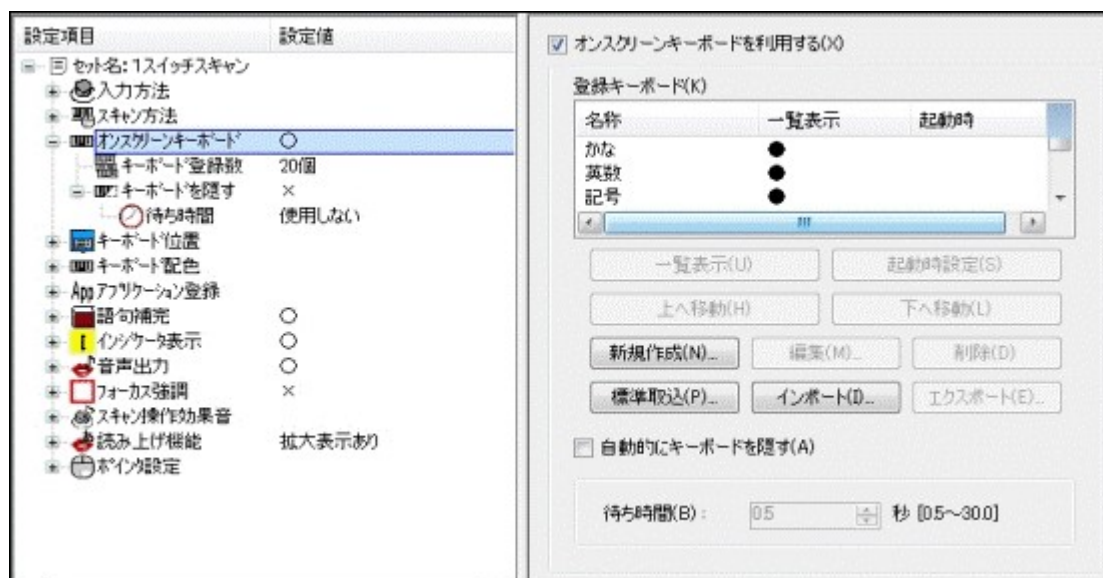 設定項目 設定値
セット名: 1スイッチスキャン
入力方法
スキャン方法
オンスクリーンキーボード ○
キーボード登録数 20個
キーボードを隠す ×
待ち時間 使用しない
キーボード位置
キーボード配色
App アプリケーション登録
語句補完 ○
インジケータ表示 ○
音声出力 ○
フォーカス強調 ×
スキャン操作効果音
読み上げ機能 拡大表示あり
ポインタ設定
オンスクリーンキーボードを利用する(X)
登録キーボード(K)
名称 一覧表示 起動時
かな ●
英数 ●
記号 ●
一覧表示(U) 起動時設定(S)
上へ移動(H) 下へ移動(L)
新規作成(N)... 編集(M)... 削除(D)
標準取込(P)... インポート(I)... エクスポート(E)...
自動的にキーボードを隠す(A)
待ち時間(B): 0.5 秒 [0.5～30.0]